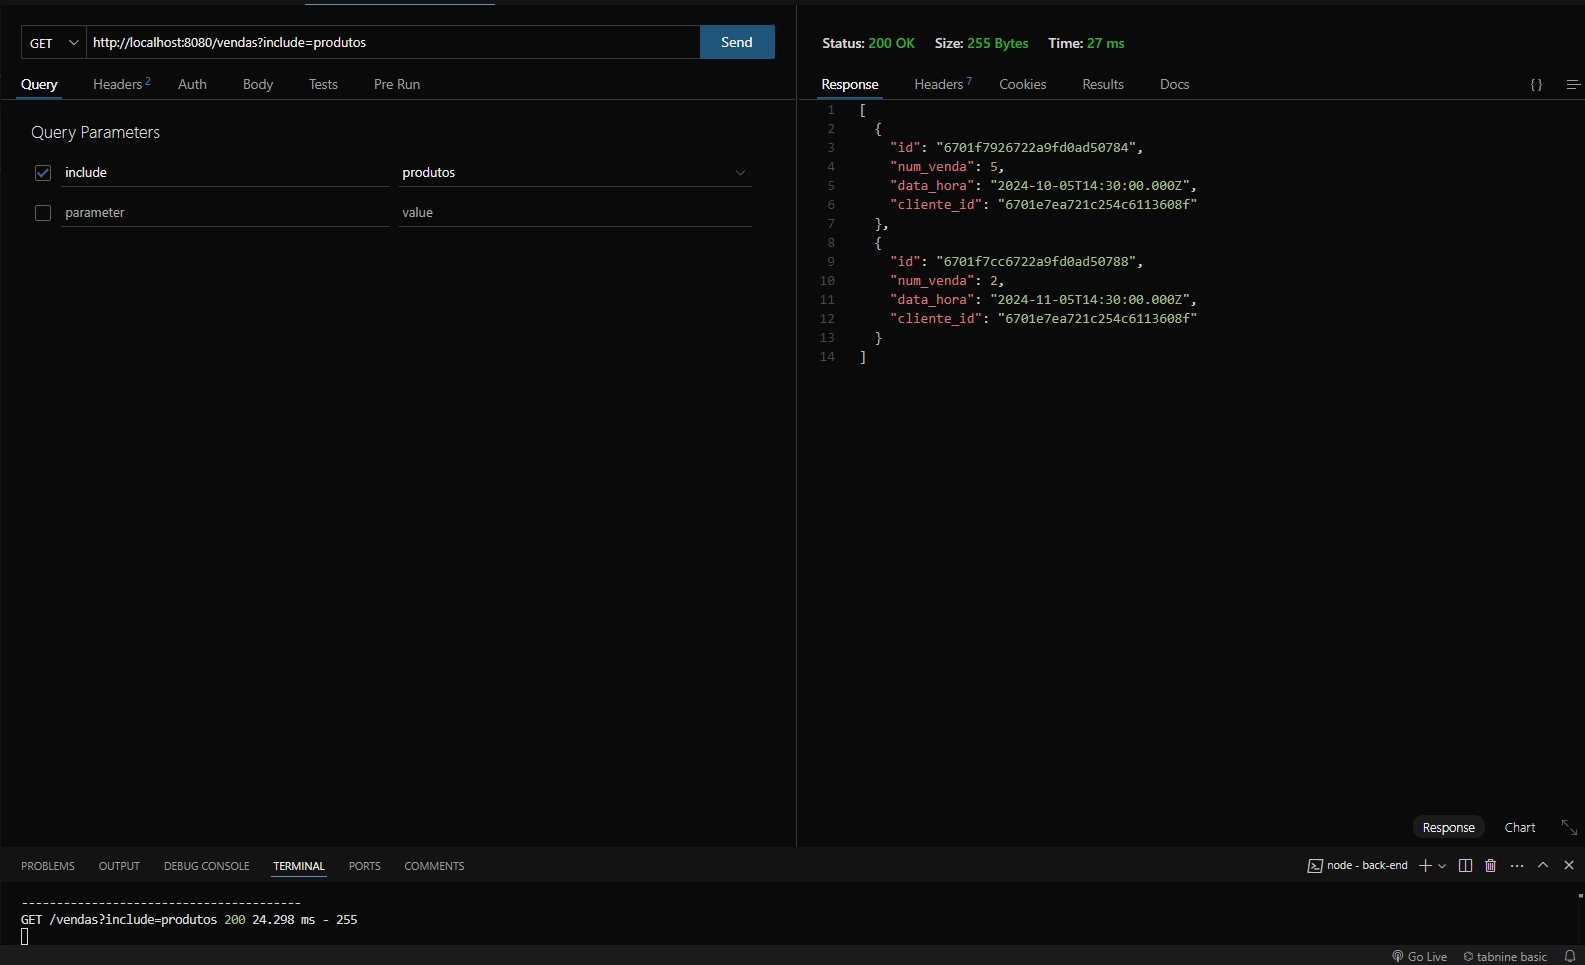 GET http://localhost:8080/vendas?include=produtos Send
Query Headers 2 Auth Body Tests Pre Run
Query Parameters
include produtos
parameter value
Status: 200 OK Size: 255 Bytes Time: 27 ms
Response Headers 7 Cookies Results Docs { }
1 [
2 {
3 "id": "6701f7926722a9fd0ad50784",
4 "num_venda": 5,
5 "data_hora": "2024-10-05T14:30:00.000Z",
6 "cliente_id": "6701e7ea721c254c6113608f"
7 },
8 {
9 "id": "6701f7cc6722a9fd0ad50788",
10 "num_venda": 2,
11 "data_hora": "2024-11-05T14:30:00.000Z",
12 "cliente_id": "6701e7ea721c254c6113608f"
13 }
14 ]
Response Chart
PROBLEMS OUTPUT DEBUG CONSOLE TERMINAL PORTS COMMENTS node - back-end
----------------------------------------
GET /vendas?include=produtos 200 24.298 ms - 255
Go Live tabnine basic